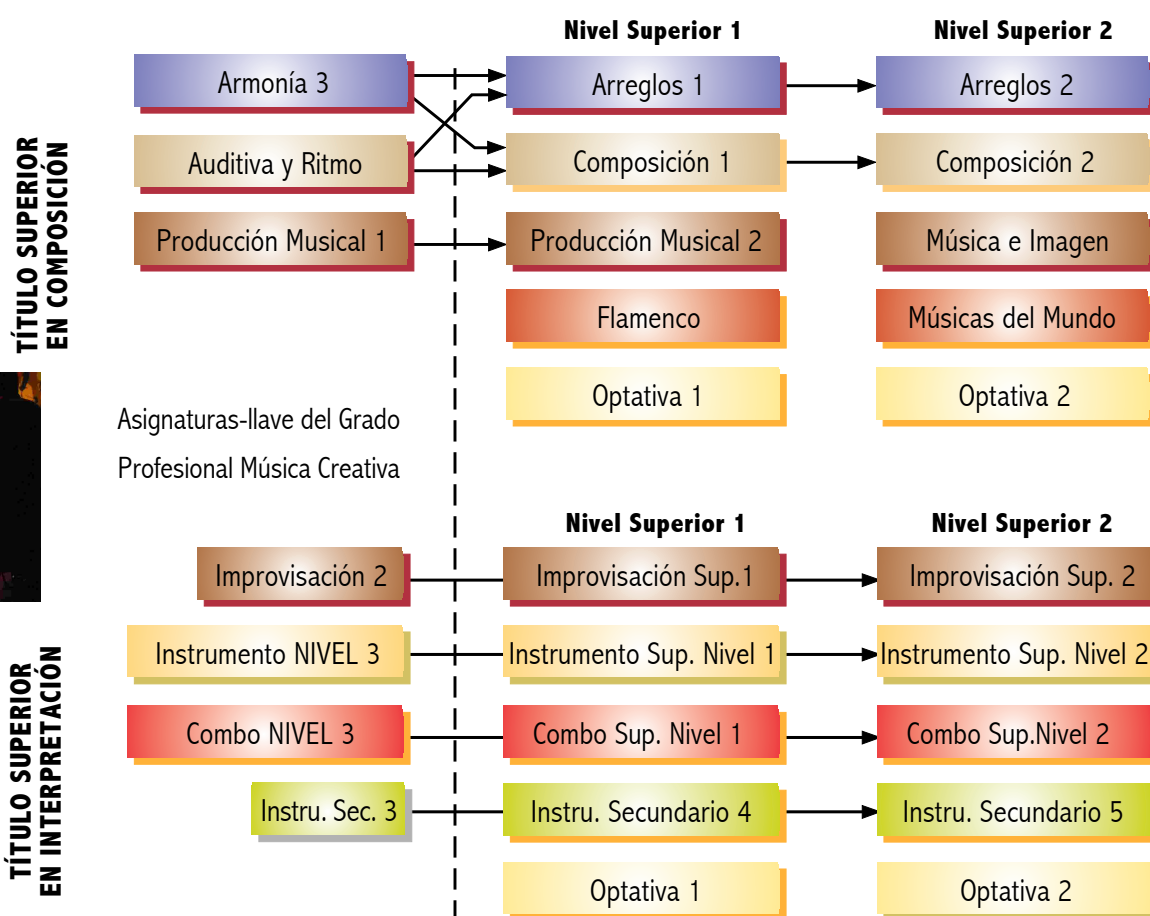 Nivel Superior 1
Nivel Superior 2
TÍTULO SUPERIOR
EN COMPOSICIÓN
Armonía 3
Arreglos 1
Arreglos 2
Auditiva y Ritmo
Composición 1
Composición 2
Producción Musical 1
Producción Musical 2
Música e Imagen
Flamenco
Músicas del Mundo
Optativa 1
Optativa 2
Asignaturas-llave del Grado
Profesional Música Creativa
Nivel Superior 1
Nivel Superior 2
TÍTULO SUPERIOR
EN INTERPRETACIÓN
Improvisación 2
Improvisación Sup.1
Improvisación Sup. 2
Instrumento NIVEL 3
Instrumento Sup. Nivel 1
Instrumento Sup. Nivel 2
Combo NIVEL 3
Combo Sup. Nivel 1
Combo Sup.Nivel 2
Instru. Sec. 3
Instru. Secundario 4
Instru. Secundario 5
Optativa 1
Optativa 2